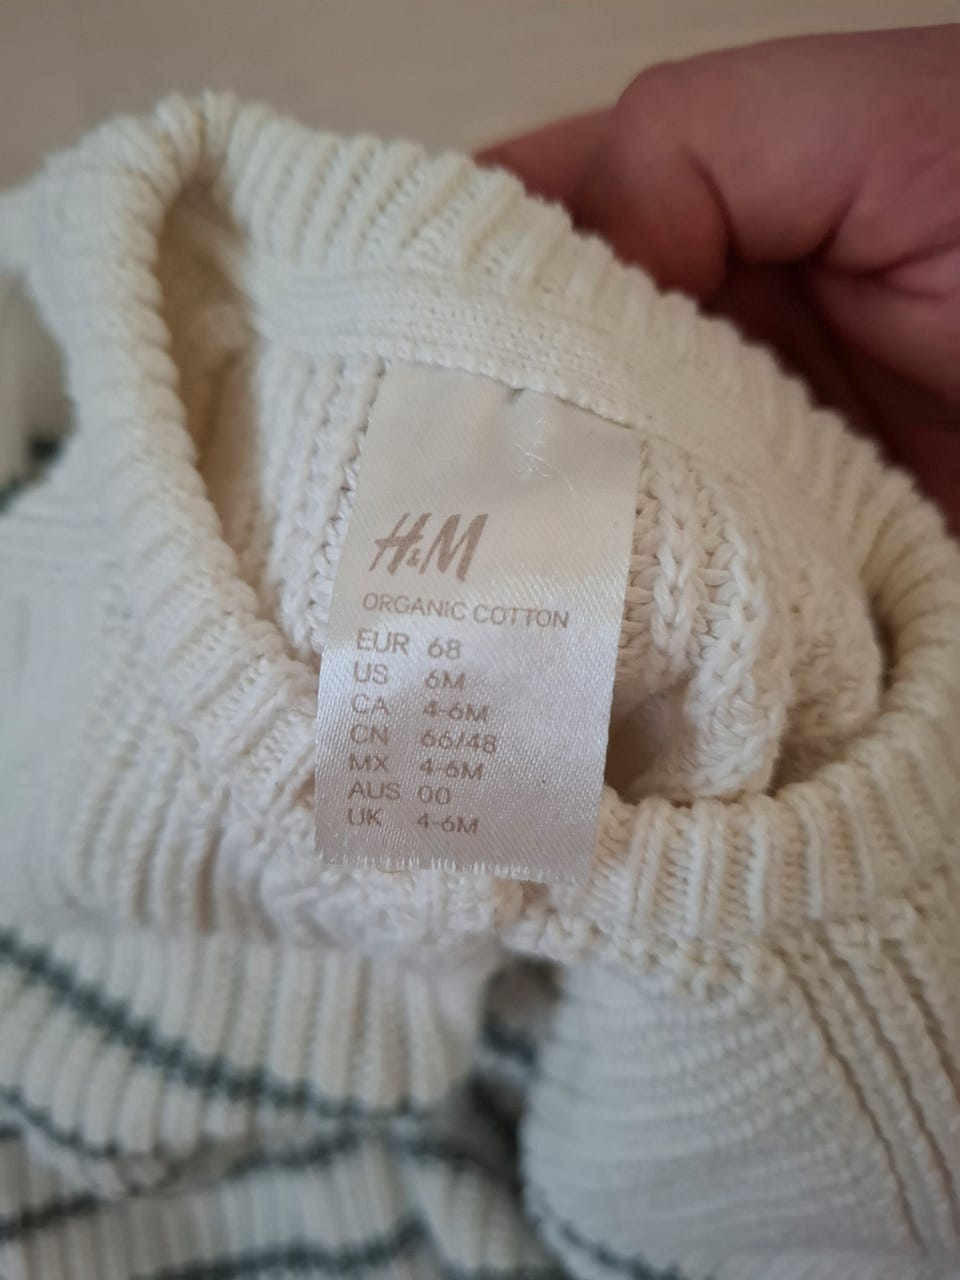 H&M
ORGANIC COTTON
EUR 68
US 6M
CA 4-6M
CN 66/48
MX 4-6M
AUS 00
UK 4-6M